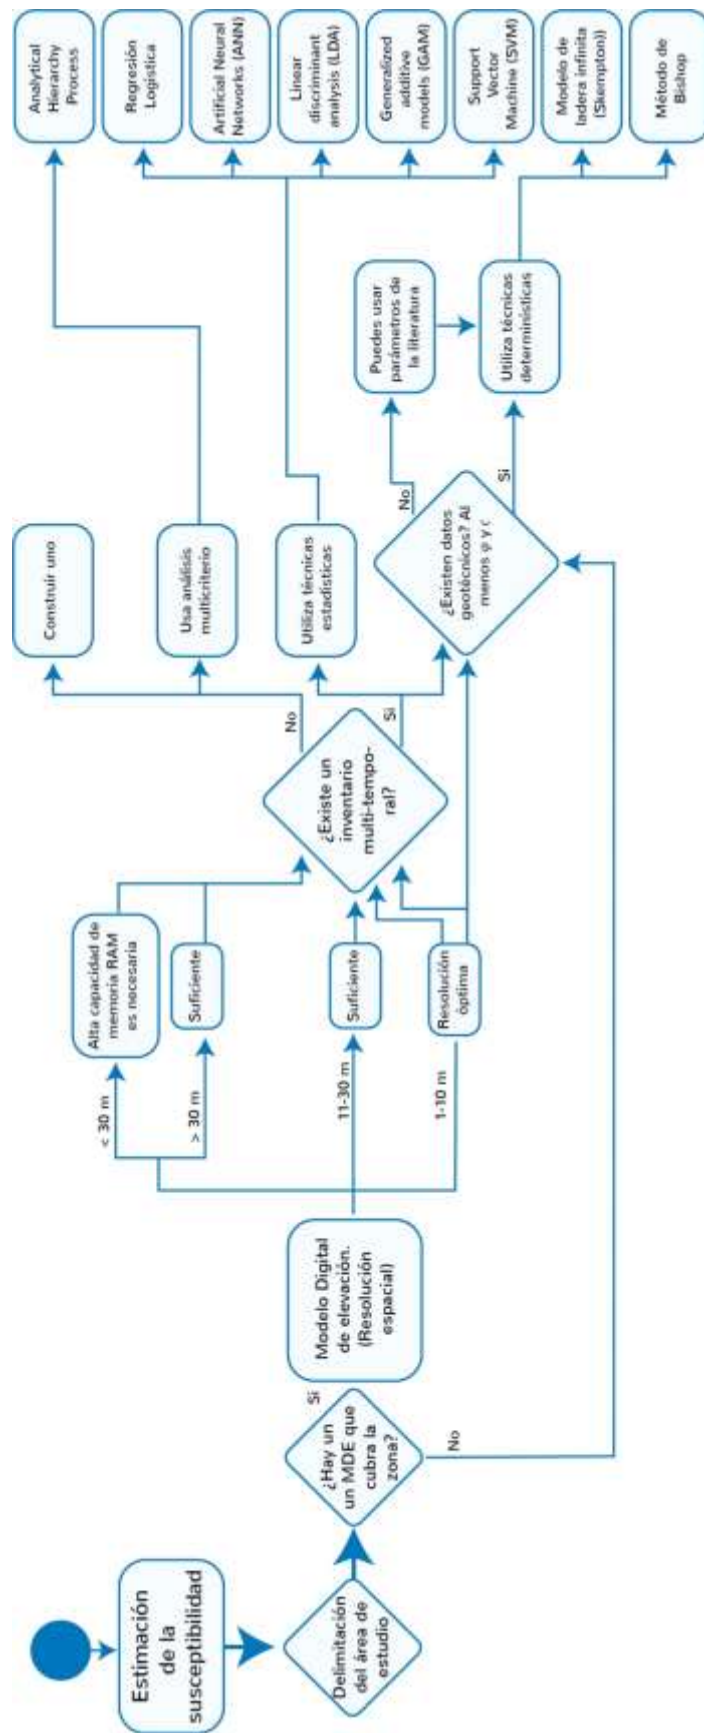 Estimación
de la
susceptibilidad
Delimitación
del área de
estudio
¿Hay un
un MDE que
cubra la
zona?
Si
No
Modelo Digital
de elevación.
(Resolución
espacial)
< 30 m
> 30 m
11-30 m
1-10 m
Alta capacidad de
memoria RAM
es necesaria
Suficiente
Suficiente
Resolución
óptima
¿Existe un
inventario
multi-tempo-
ral?
No
Si
Construir uno
Usa análisis
multicriterio
Utiliza técnicas
estadísticas
¿Existen datos
geotécnicos? Al
menos φ y c
No
Si
Puedes usar
parámetros de
la literatura
Utiliza técnicas
determinísticas
Analytical
Hierarchy
Process
Regresión
Logistica
Artificial Neural
Networks (ANN)
Linear
discriminant
analysis (LDA)
Generalized
additive
models (GAM)
Support
Vector
Machine (SVM)
Modelo de
ladera infinita
(Skempton))
Método de
Bishop